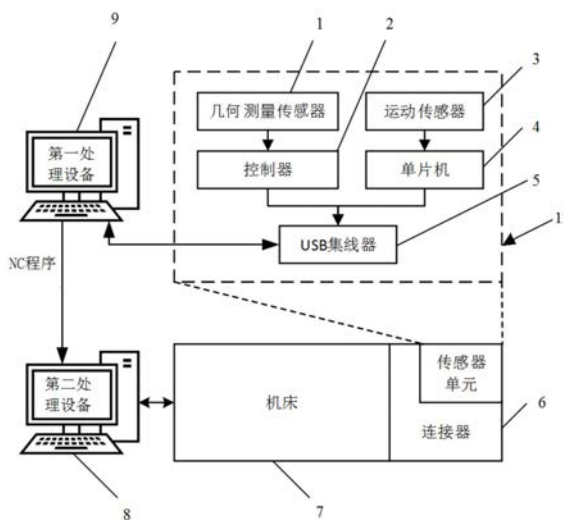 9
1
2
3
几何测量传感器
运动传感器
4
第一处
理设备
控制器
单片机
5
USB集线器
NC程序
第二处
理设备
机床
传感器
单元
连接器
6
8
7